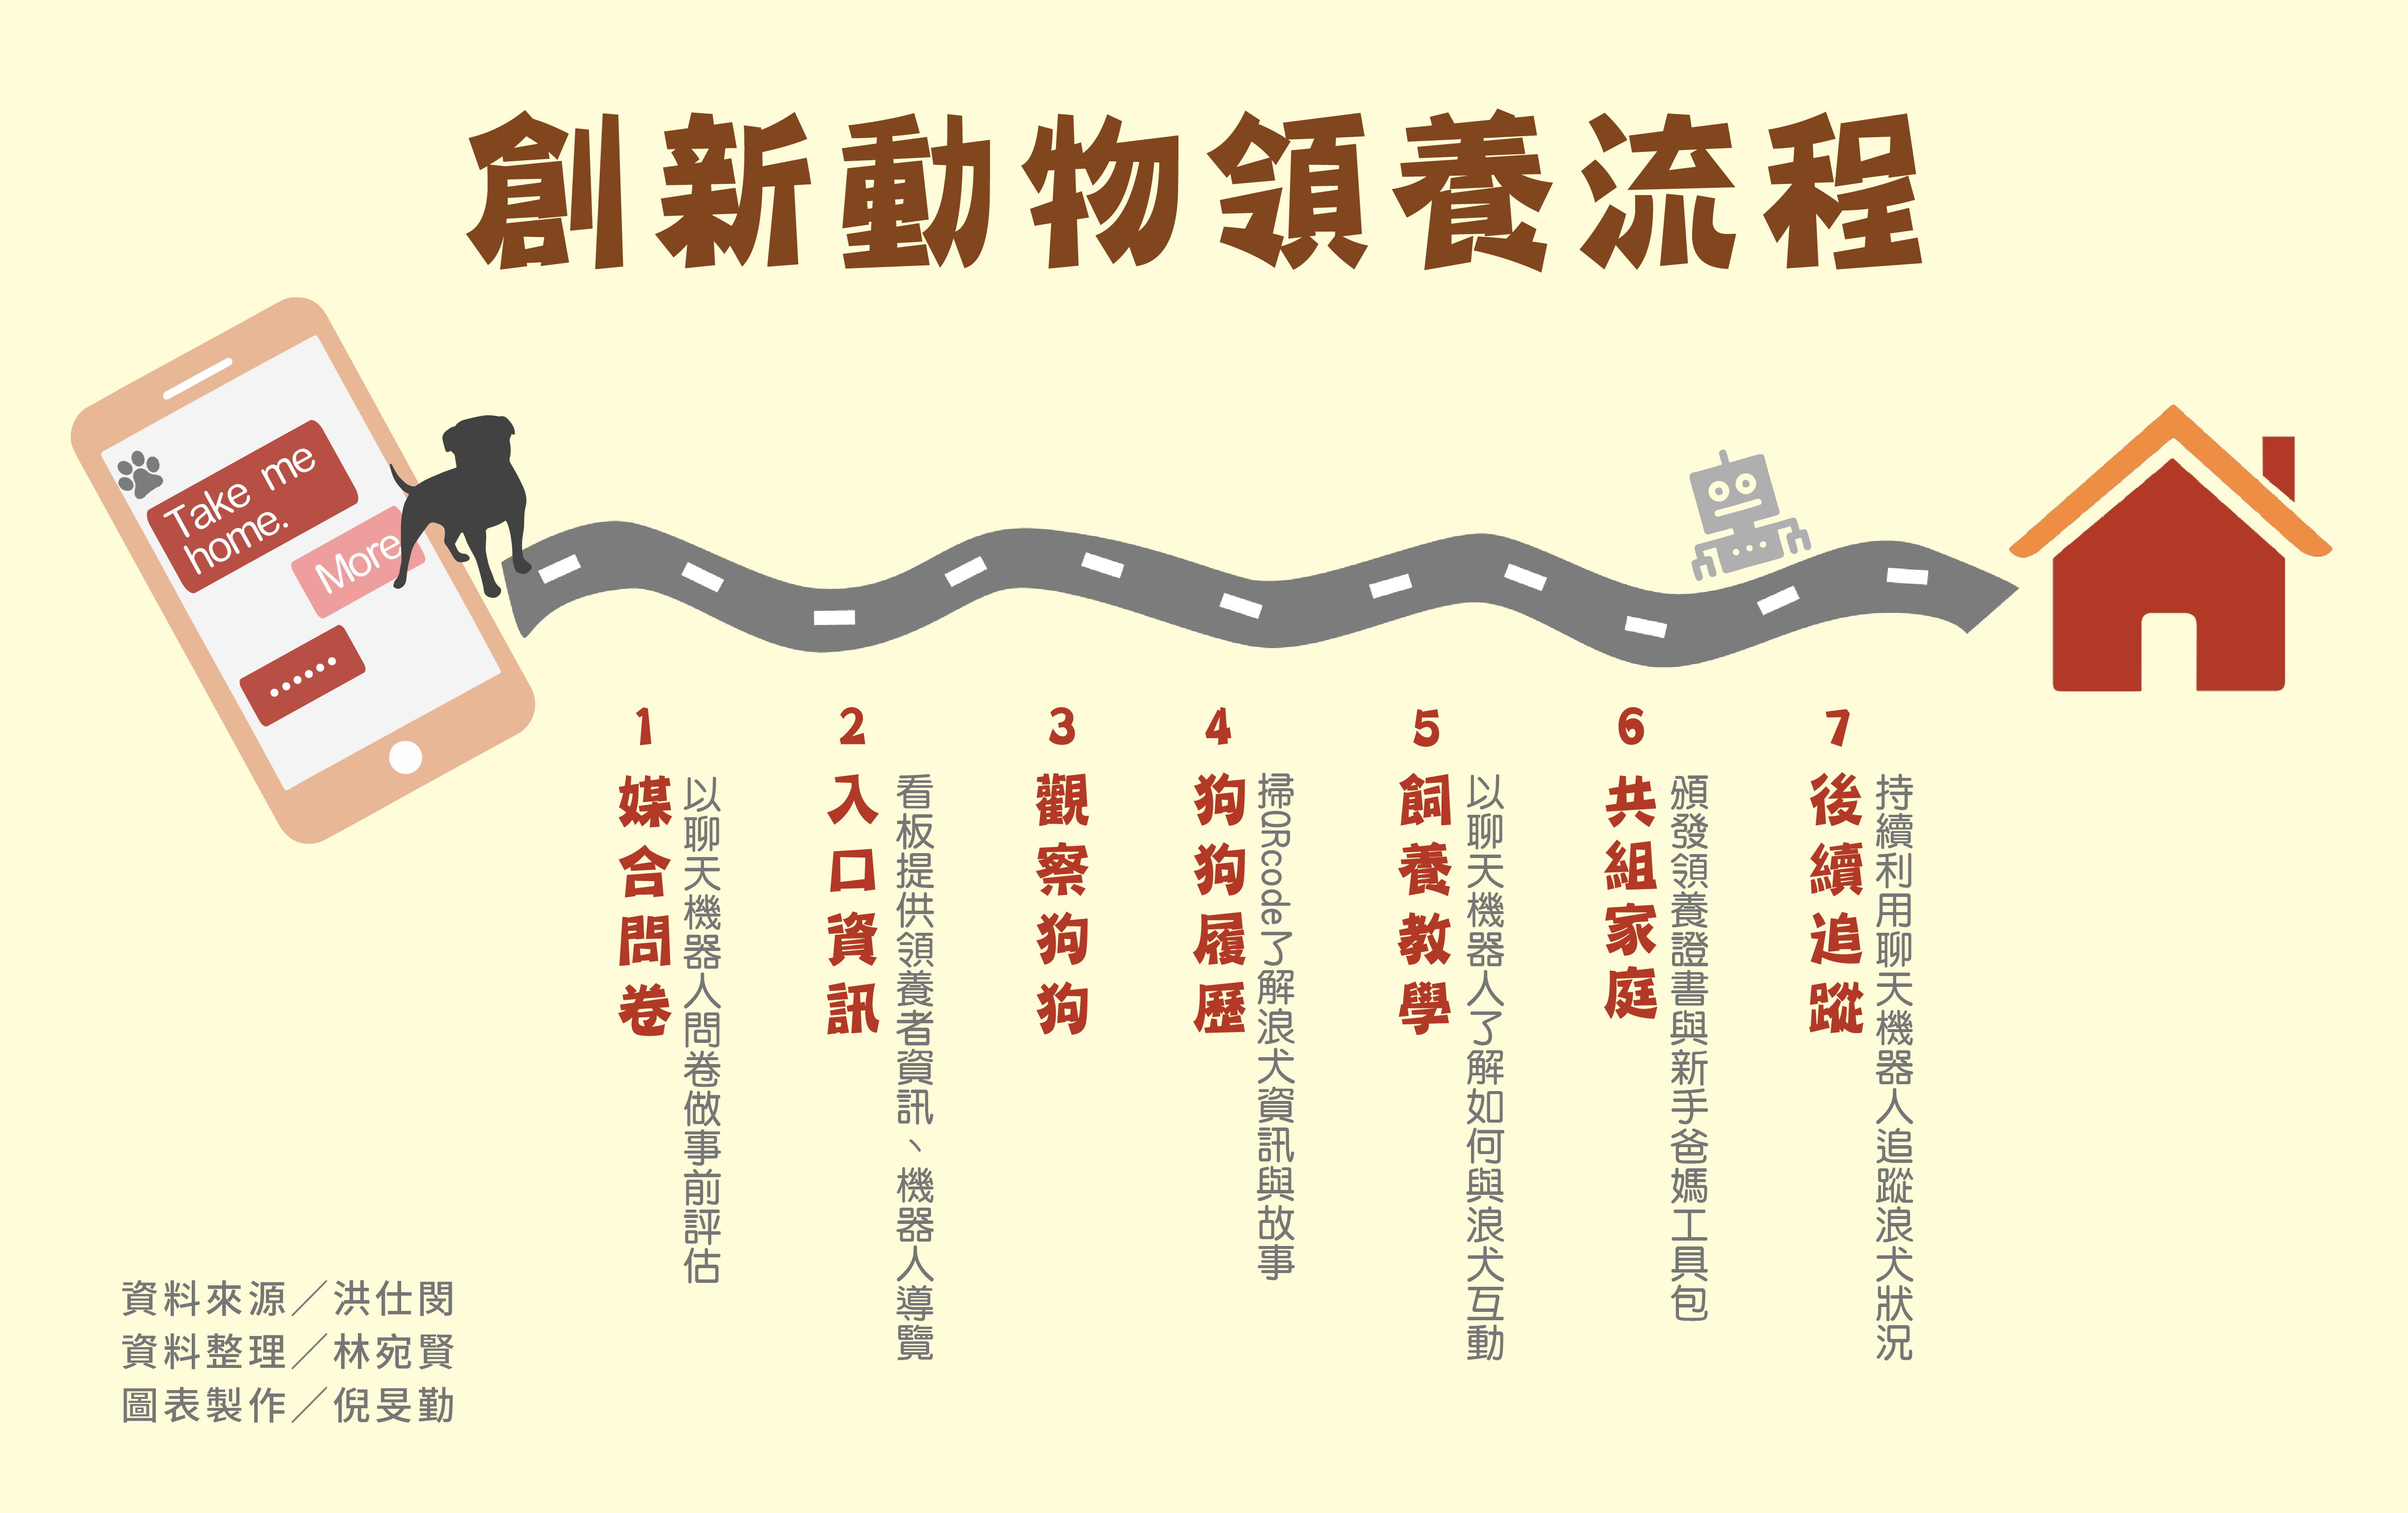 創新動物領養流程
Take me
home.
More
......
1
媒合問卷
以聊天機器人問卷做事前評估
2
入口資訊
看板提供領養者資訊、機器人導覽
3
觀察狗狗
4
狗狗履歷
掃QRcode了解浪犬資訊與故事
5
飼養教學
以聊天機器人了解如何與浪犬互動
6
共組家庭
頒發領養證書與新手爸媽工具包
7
後續追蹤
持續利用聊天機器人追蹤浪犬狀況
資料來源／洪仕閔
資料整理／林宛賢
圖表製作／倪旻勤